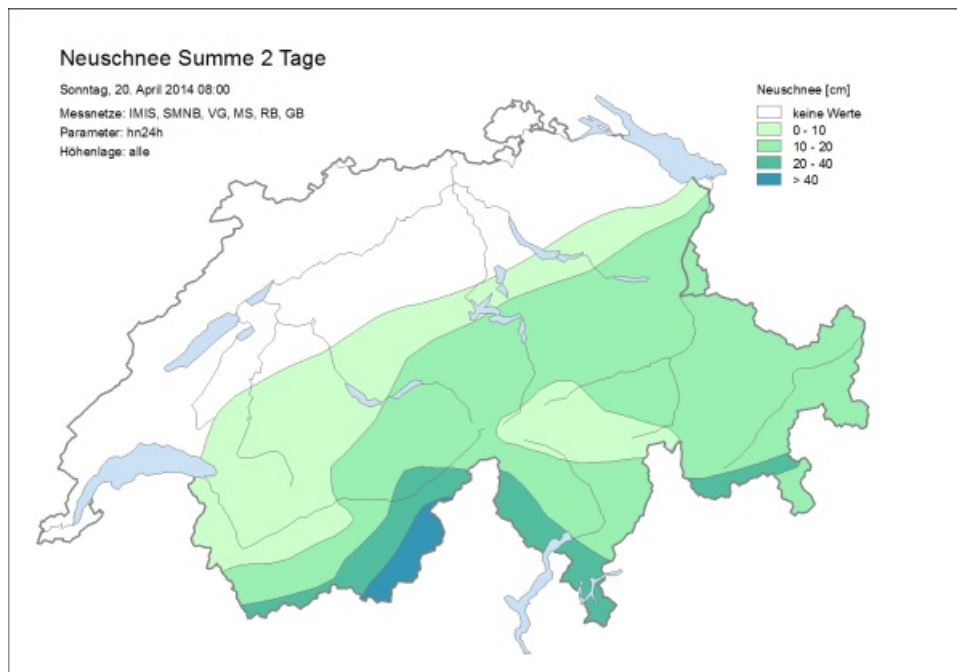 Neuschnee Summe 2 Tage
Sonntag, 20. April 2014 08:00
Messnetze: IMIS, SMNB, VG, MS, RB, GB
Parameter: hn24h
Höhenlage: alle
Neuschnee [cm]
keine Werte
0 - 10
10 - 20
20 - 40
> 40